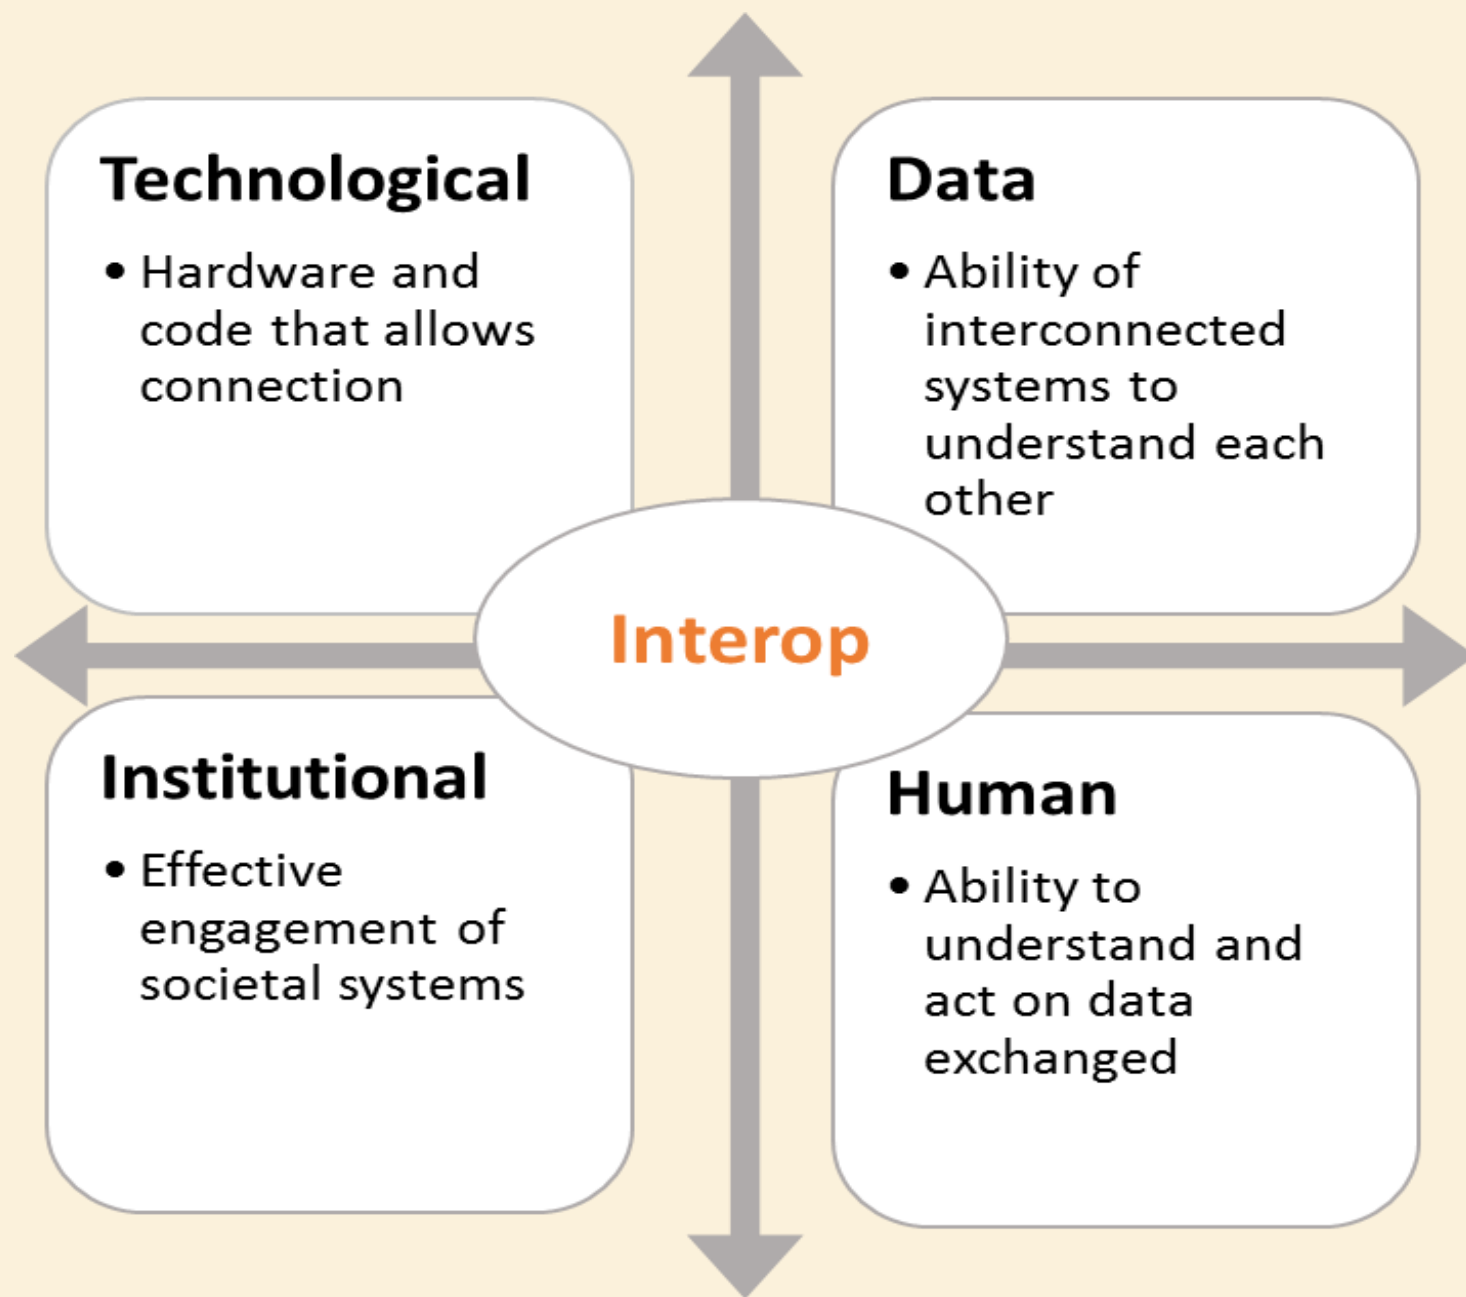 Technological
• Hardware and
code that allows
connection
Data
• Ability of
interconnected
systems to
understand each
other
Interop
Institutional
• Effective
engagement of
societal systems
Human
• Ability to
understand and
act on data
exchanged